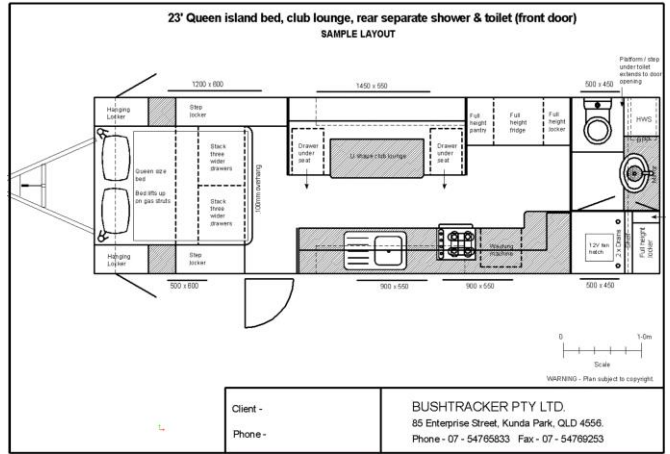 23' Queen island bed, club lounge, rear separate shower & toilet (front door)
SAMPLE LAYOUT
Platform / step
under toilet
extends to door
opening
1200 x 600
1450 x 550
500 x 450
Hanging
Locker
Step
locker
Full
height
pantry
Full
height
fridge
Full
height
locker
HWS
Drawer
under
seat
U shape club lounge
Drawer
under
seat
Queen size
bed
Bed lifts up
on gas struts
Stack
wider
drawers
Stack
three
wider
drawers
100mm overhang
Hanging
Locker
Step
locker
Washing
machine
12V fan
hatch
2 x Drains
Full height
locker
500 x 600
900 x 550
900 x 550
500 x 450
0
1-0m
Scale
WARNING - Plan subject to copyright.
Client -
Phone -
BUSHTRACKER PTY LTD.
85 Enterprise Street, Kunda Park, QLD 4556.
Phone - 07 - 54765833 Fax - 07 - 54769253